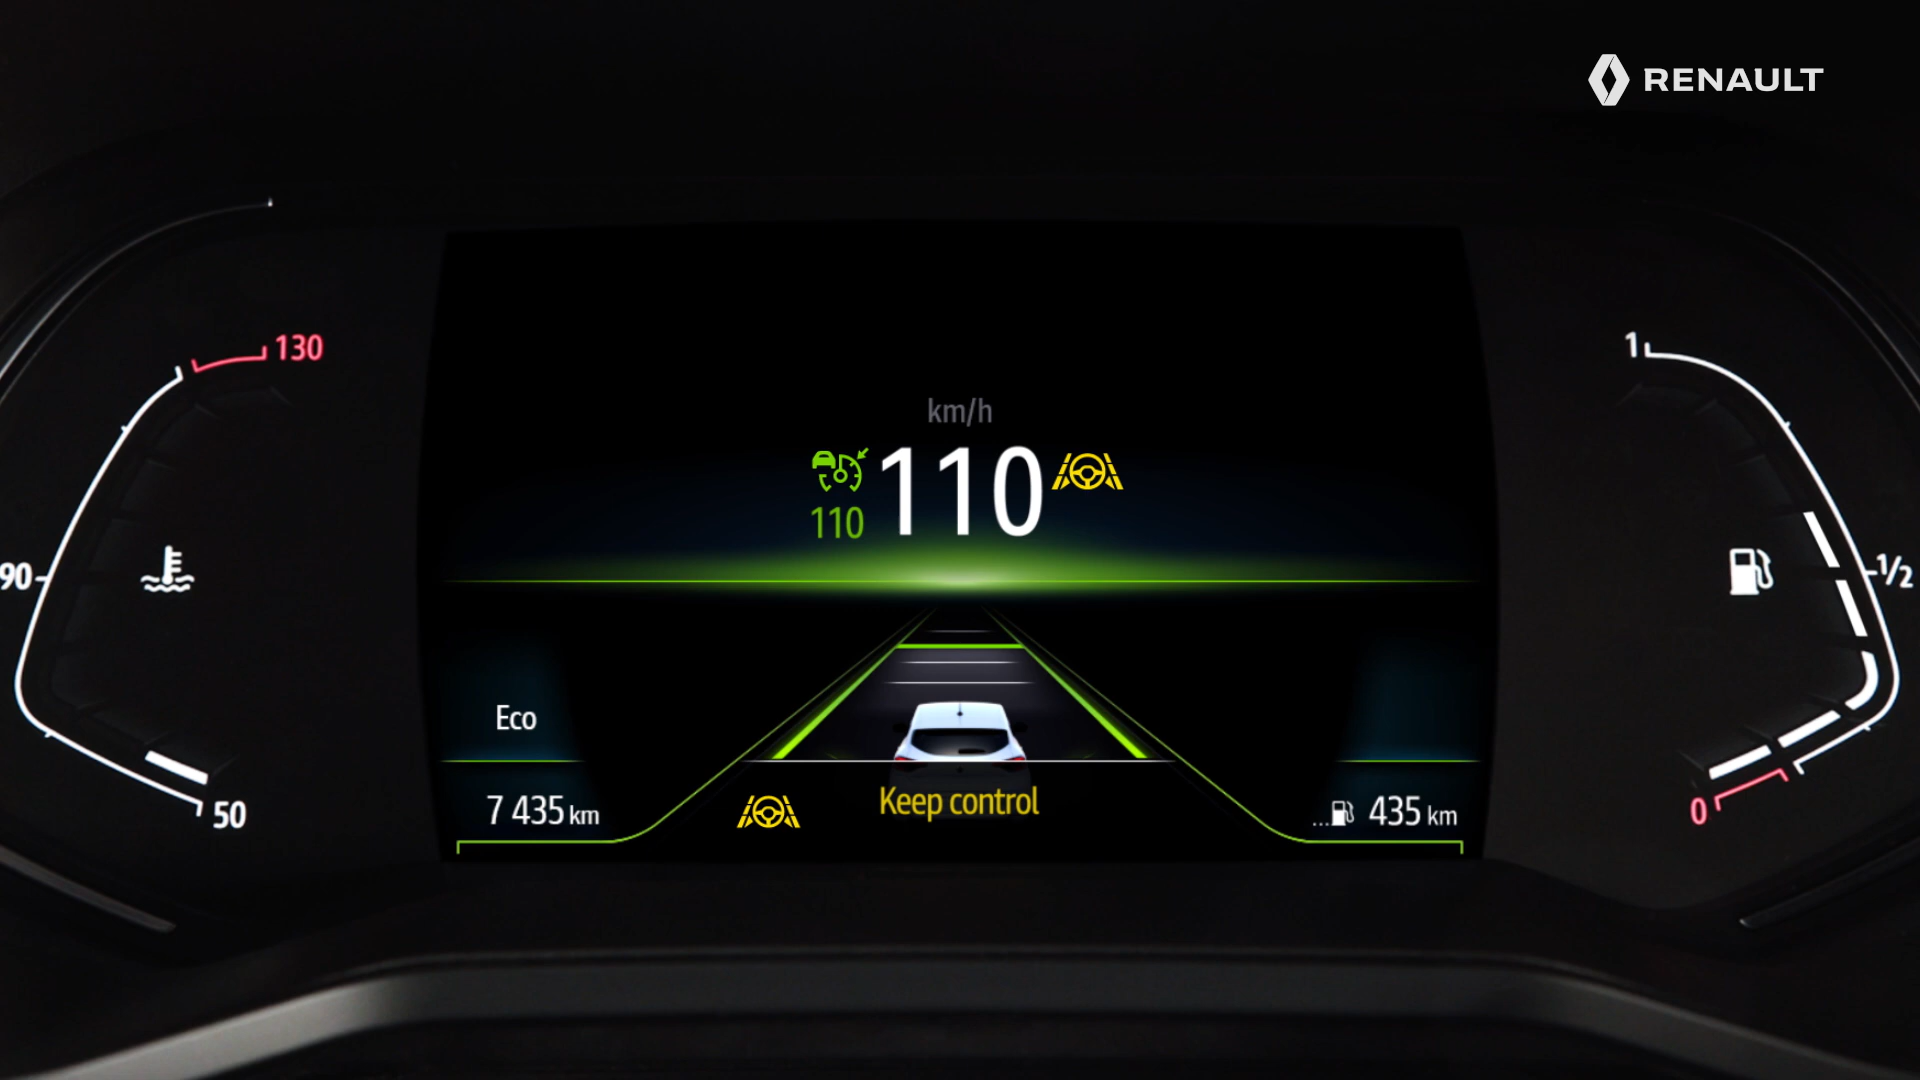 RENAULT
130
1
km/h
110
110
90
1/2
Eco
7 435 km
Keep control
... 435 km
50
0